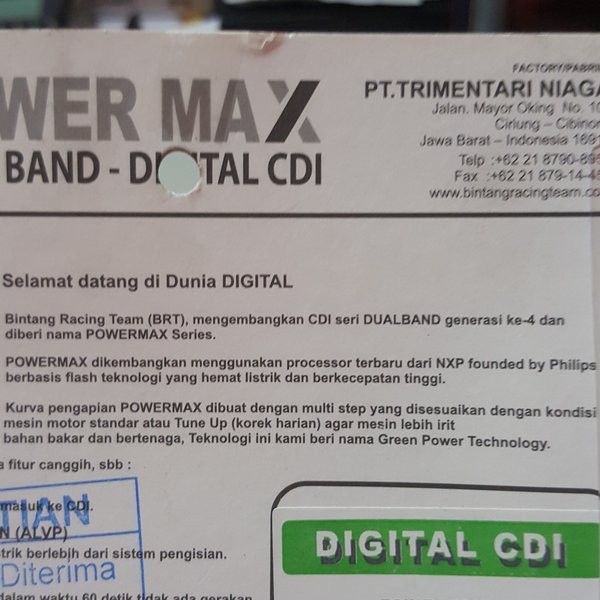 WER MAX
BAND - DIGITAL CDI
FACTORY/PABRI
PT.TRIMENTARI NIAGA
Jalan. Mayor Oking No. 10
Ciriung – Cibino
Jawa Barat – Indonesia 1691
Telp :+62 21 8790-
Fax :+62 21 879-14-4
www.bintangracingteam.co
Selamat datang di Dunia DIGITAL
Bintang Racing Team (BRT), mengembangkan CDI seri DUALBAND generasi ke-4 dan
diberi nama POWERMAX Series.
POWERMAX dikembangkan menggunakan processor terbaru dari NXP founded by Philips
berbasis flash teknologi yang hemat listrik dan berkecepatan tinggi.
Kurva pengapian POWERMAX dibuat dengan multi step yang disesuaikan dengan kondisi
mesin motor standar atau Tune Up (korek harian) agar mesin lebih irit
bahan bakar dan bertenaga, Teknologi ini kami beri nama Green Power Technology.
a fitur canggih, sbb :
masuk ke CDI.
TIAN
N (ALVP)
trik berlebih dari sistem pengisian.
Diterima
dalam waktu 60 detik tidak ada gerakan
DIGITAL CDI